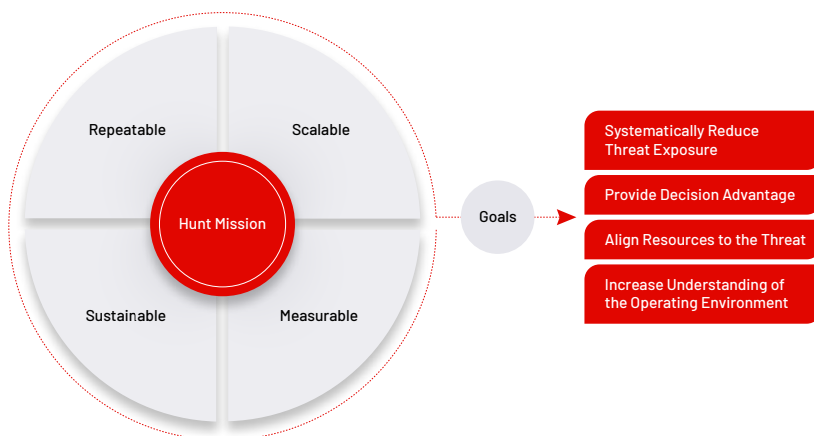 Repeatable
Scalable
Hunt Mission
Sustainable
Measurable
Goals
Systematically Reduce
Threat Exposure
Provide Decision Advantage
Align Resources to the Threat
Increase Understanding of
the Operating Environment